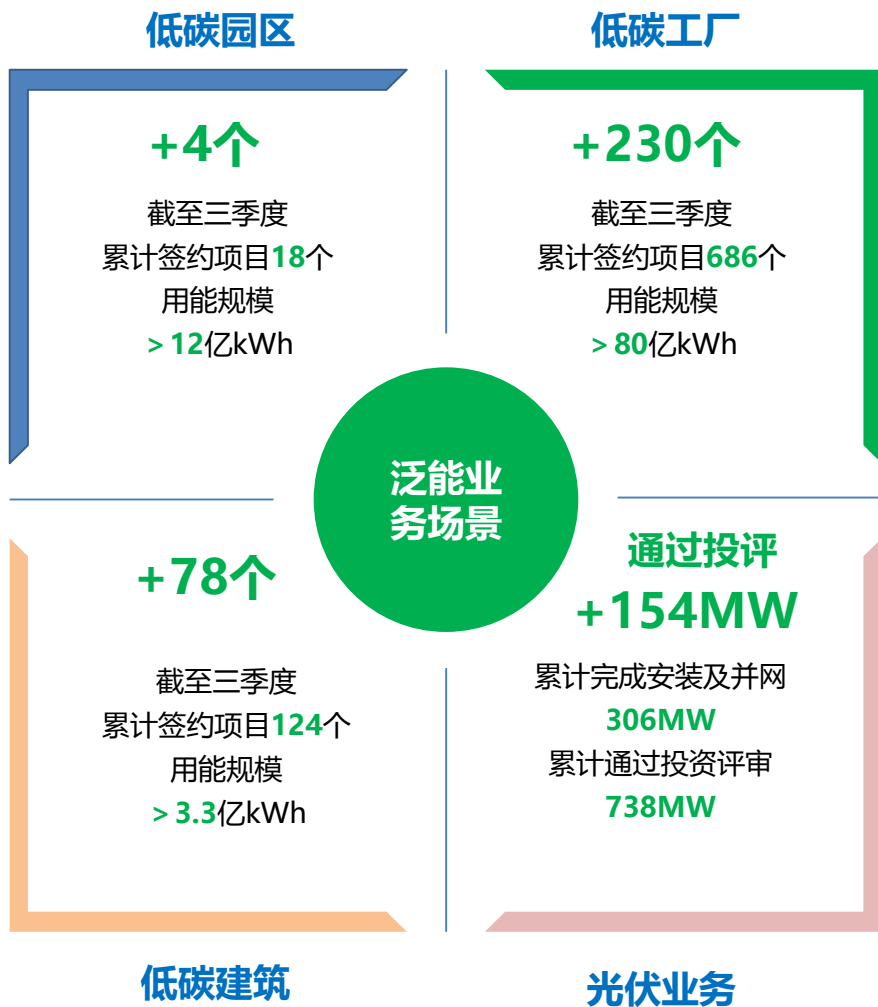 低碳园区
+4个
截至三季度
累计签约项目18个
用能规模
＞12亿kWh
低碳工厂
+230个
截至三季度
累计签约项目686个
用能规模
＞80亿kWh
泛能业
务场景
+78个
截至三季度
累计签约项目124个
用能规模
＞3.3亿kWh
低碳建筑
通过投评
+154MW
累计完成安装及并网
306MW
累计通过投资评审
738MW
光伏业务